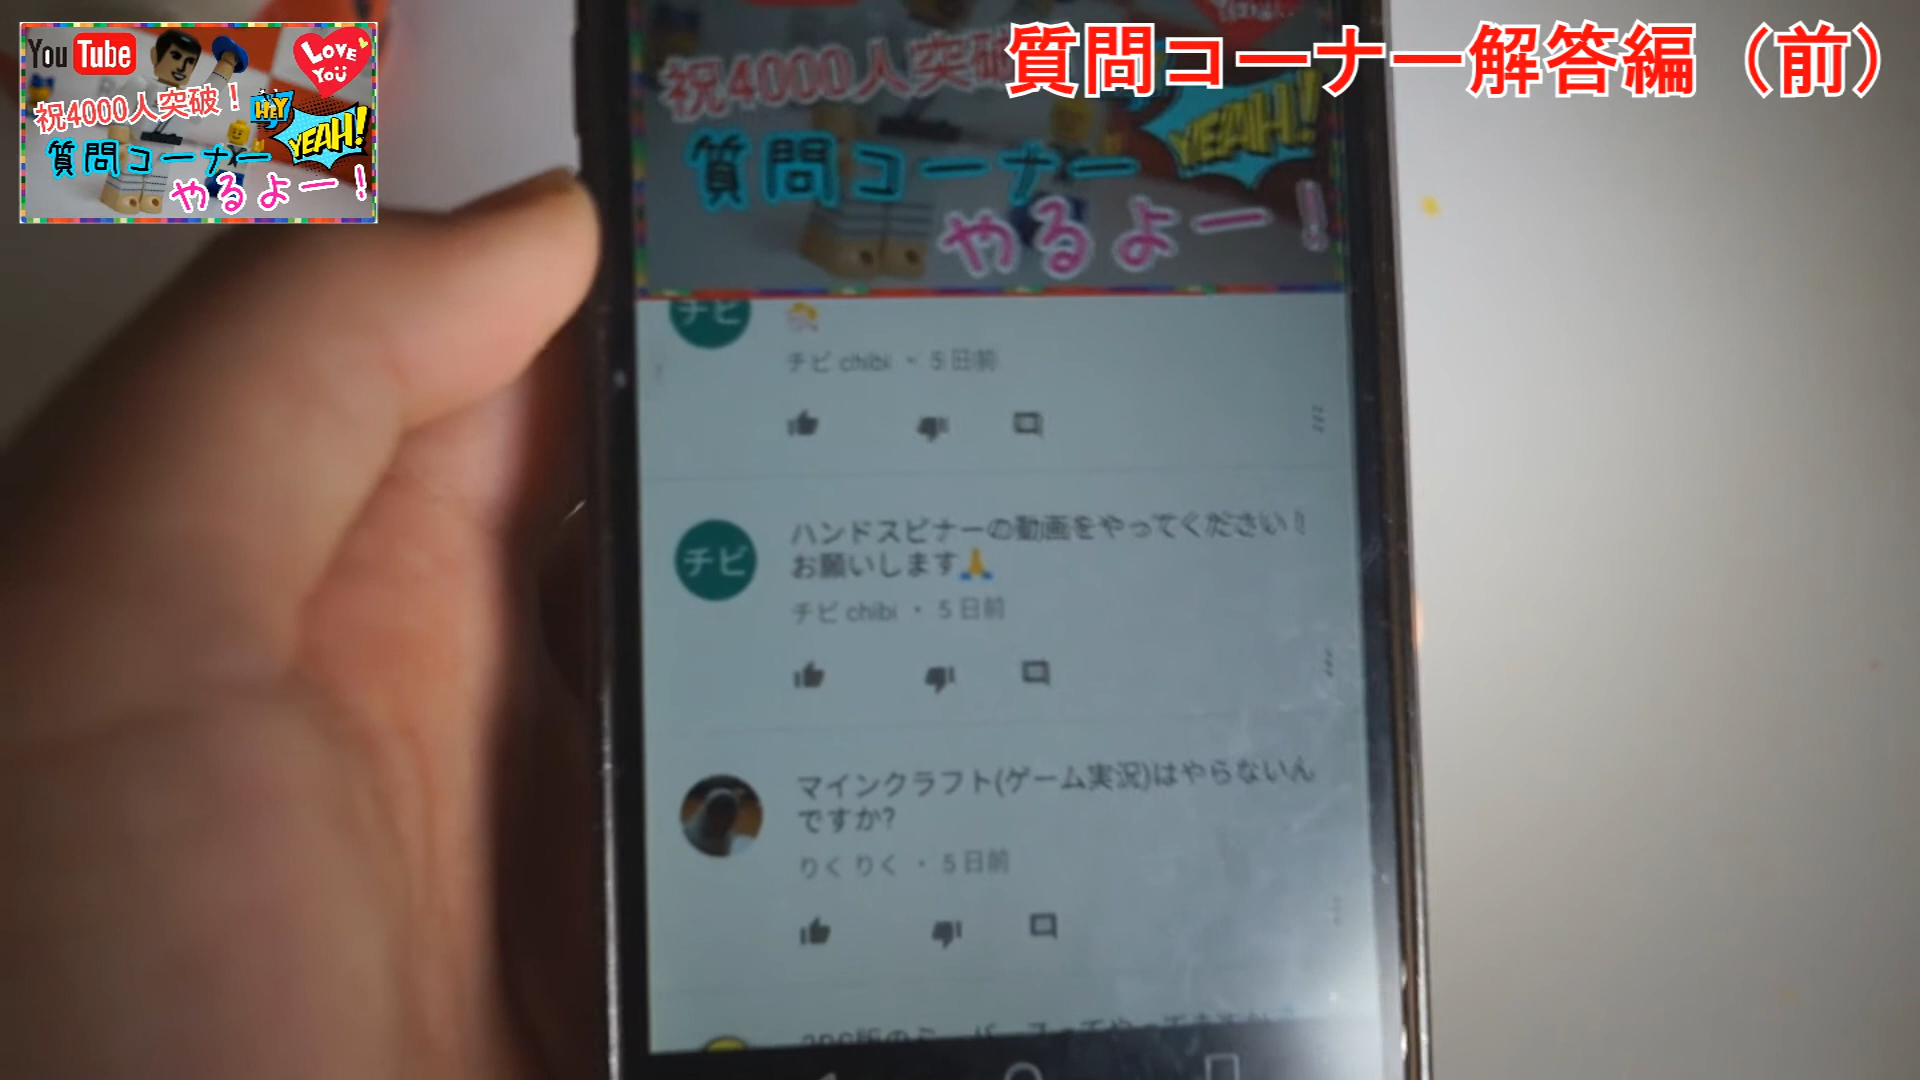 YouTube
LOVE YOU
祝4000人突破！
HEY
YEAH!
質問コーナー
やるよー！
質問コーナー解答編（前）
祝4000人突破
YEAH!
質問コーナー
やるよー！
チビ
チビ chibi ・ 5 日前
ハンドスピナーの動画をやってください！
お願いします🙏
チビ
チビ chibi ・ 5 日前
マインクラフト(ゲーム実況)はやらないん
ですか?
りく りく ・ 5 日前